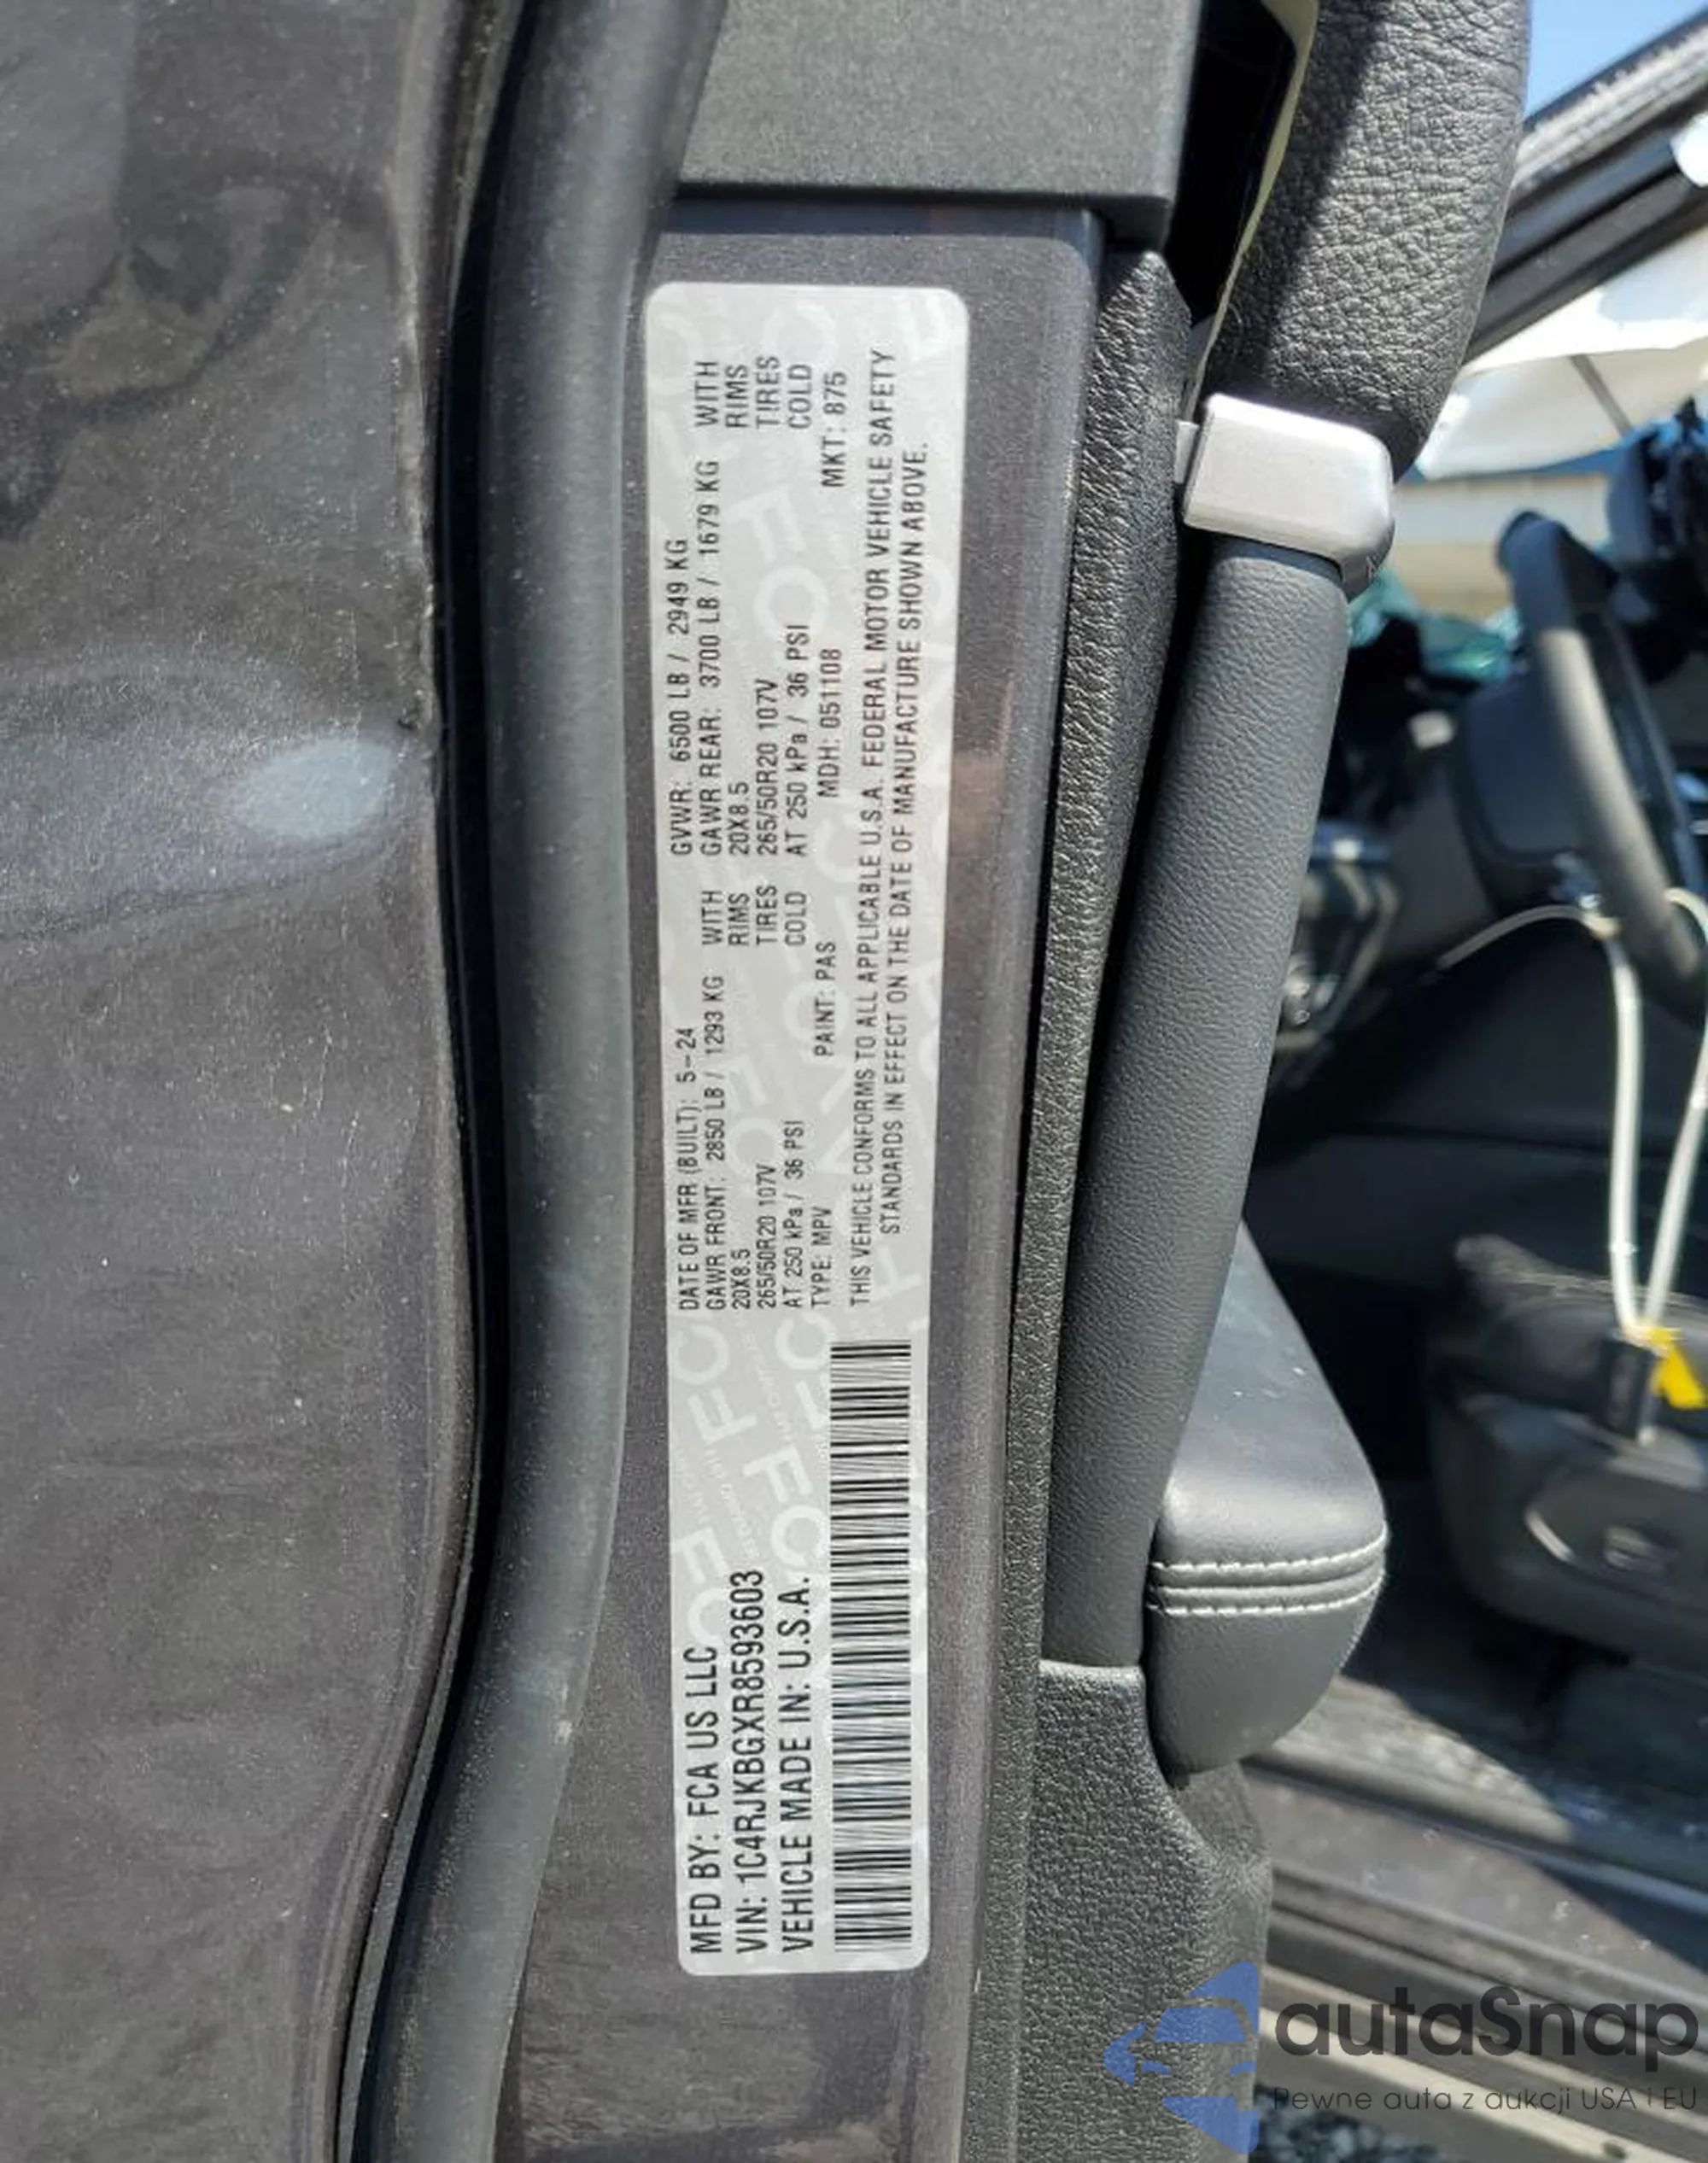 MFD BY: FCA US LLC
VIN: 1C4RJKBGXR8593603
VEHICLE MADE IN: U.S.A.
DATE OF MFR (BUILT): 5-24 GVWR: 6500 LB / 2949 KG
GAWR FRONT: 2850 LB / 1293 KG WITH GAWR REAR: 3700 LB / 1679 KG WITH
20X8.5 RIMS 20X8.5 RIMS
265/50R20 107V TIRES 265/50R20 107V TIRES
AT 250 kPa / 36 PSI COLD AT 250 kPa / 36 PSI COLD
TYPE: MPV PAINT: PAS MDH: 051108 MKT: 875
THIS VEHICLE CONFORMS TO ALL APPLICABLE U.S.A. FEDERAL MOTOR VEHICLE SAFETY
STANDARDS IN EFFECT ON THE DATE OF MANUFACTURE SHOWN ABOVE.
autaSnap
Pewne auta z aukcji USA i EU